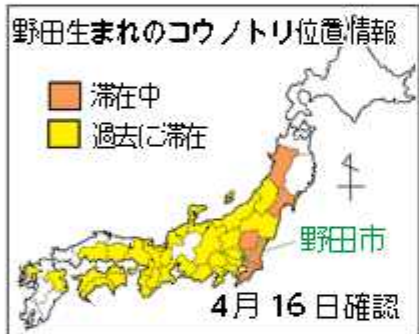 野田生まれのコウノトリ位置情報
滞在中
過去に滞在
野田市
4月16日確認